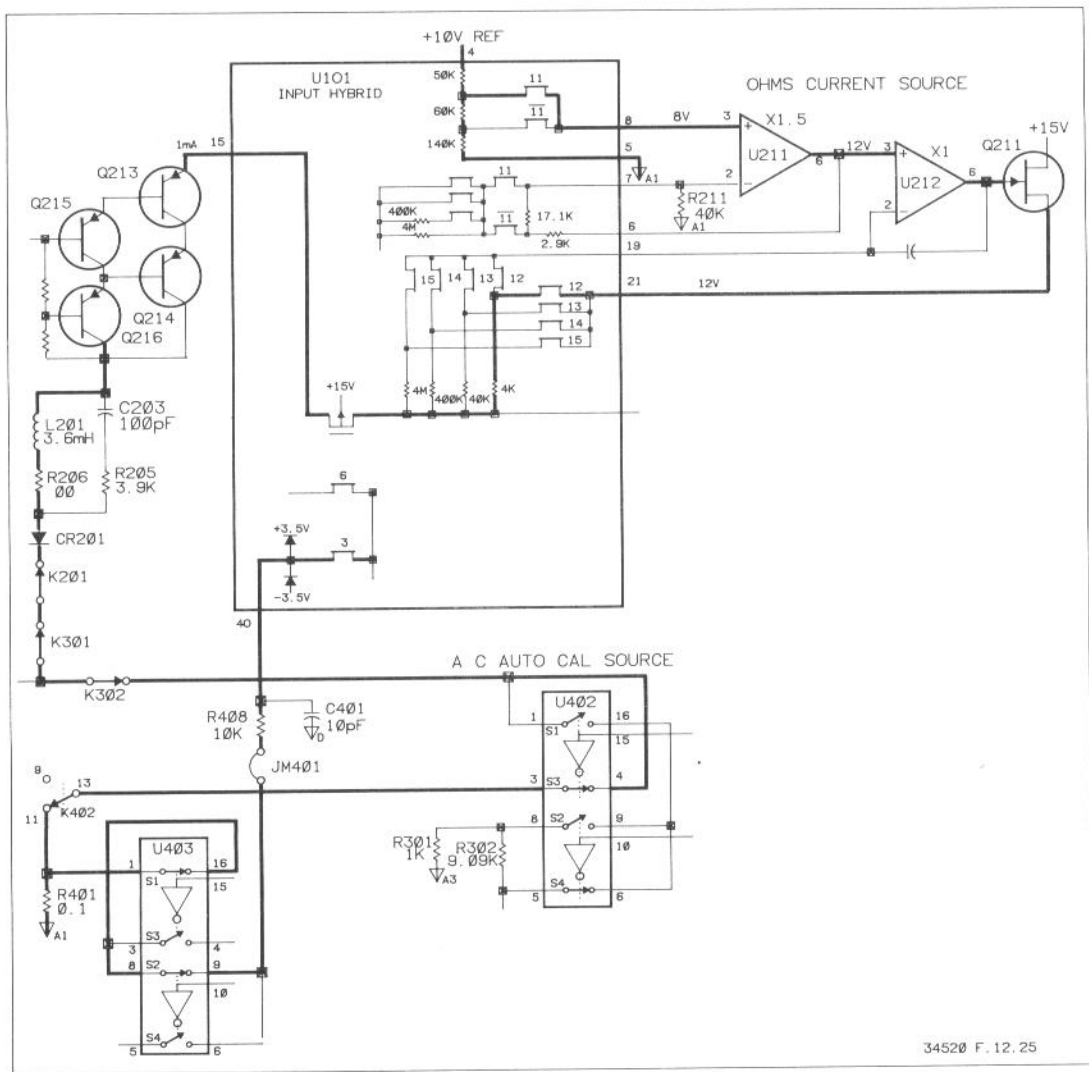 +10V REF
4
U101
INPUT HYBRID
50K
11
60K
11
140K
8
8V
5
A1
OHMS CURRENT SOURCE
X1.5
3
U211
6
2
12V
3
X1
U212
6
2
Q211
+15V
1mA
15
Q213
Q215
Q214
Q216
11
7
R211
40K
A1
400K
4M
11
17.1K
2.9K
6
19
15
14
13
12
12
21
12V
13
14
15
4M
400K
40K
4K
+15V
C203
100pF
L201
3.6mH
R206
00
R205
3.9K
CR201
K201
K301
K302
6
+3.5V
3
-3.5V
40
A C AUTO CAL SOURCE
R408
10K
C401
10pF
D
JM401
U402
1
S1
16
15
3
S3
4
8
S2
9
10
5
S4
6
9
13
K402
11
R301
1K
A3
R302
9.09K
U403
1
S1
16
15
R401
0.1
A1
3
S3
4
8
S2
9
10
5
S4
6
34520 F.12.25